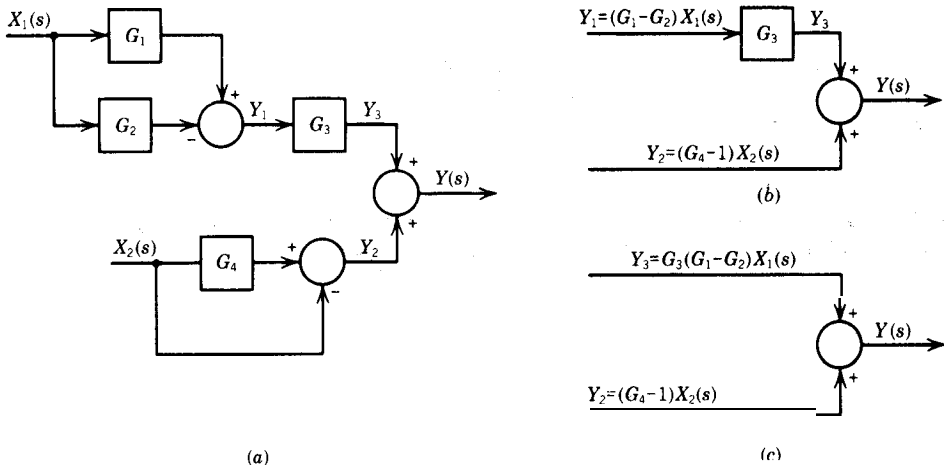 X₁(s)
G₁
+
G₂
−
Y₁
G₃
Y₃
+
Y(s)
+
X₂(s)
G₄
+
Y₂
−
(a)
Y₁=(G₁−G₂)X₁(s)
G₃
Y₃
+
Y(s)
+
Y₂=(G₄−1)X₂(s)
(b)
Y₃=G₃(G₁−G₂)X₁(s)
+
Y(s)
+
Y₂=(G₄−1)X₂(s)
(c)